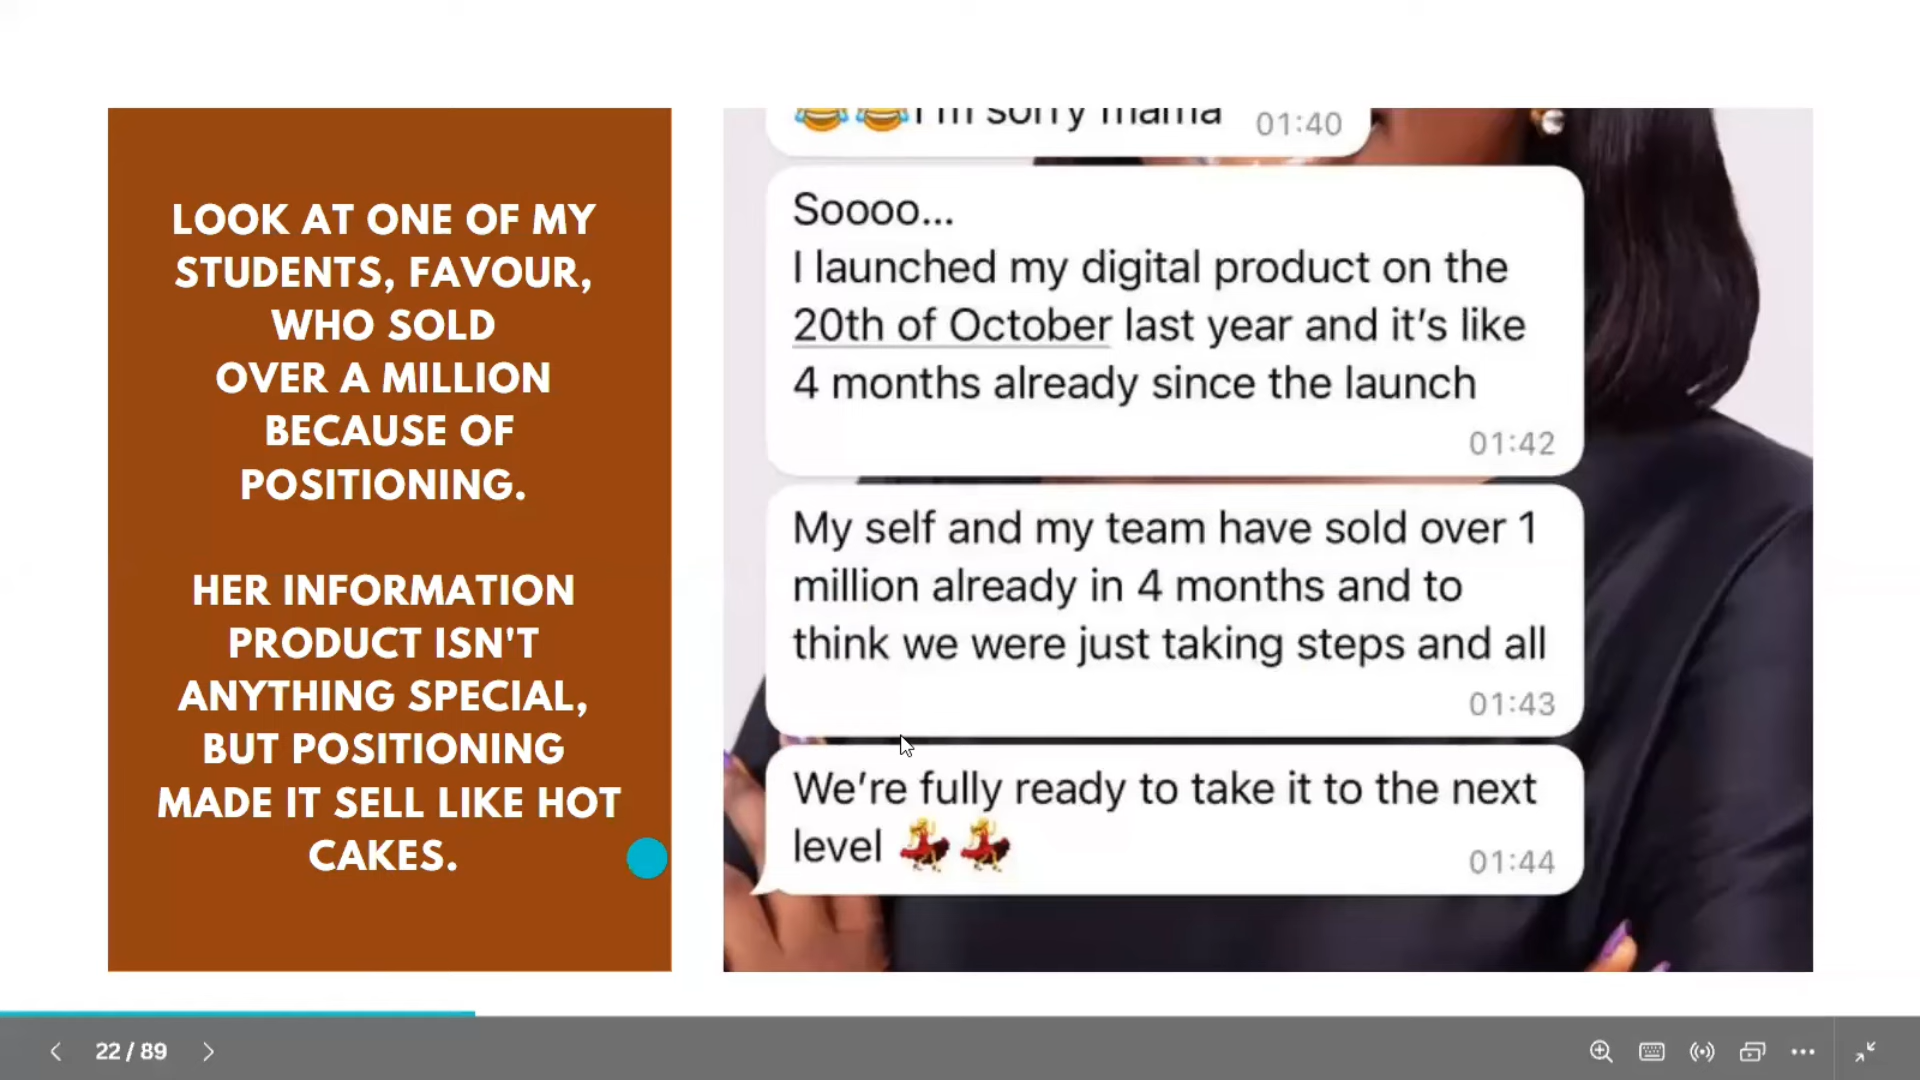 LOOK AT ONE OF MY
STUDENTS, FAVOUR,
WHO SOLD
OVER A MILLION
BECAUSE OF
POSITIONING.
HER INFORMATION
PRODUCT ISN'T
ANYTHING SPECIAL,
BUT POSITIONING
MADE IT SELL LIKE HOT
CAKES.
😂😂I'm sorry mama 01:40
Soooo...
I launched my digital product on the
20th of October last year and it's like
4 months already since the launch
01:42
My self and my team have sold over 1
million already in 4 months and to
think we were just taking steps and all
01:43
We're fully ready to take it to the next
level 💃💃
01:44
22 / 89